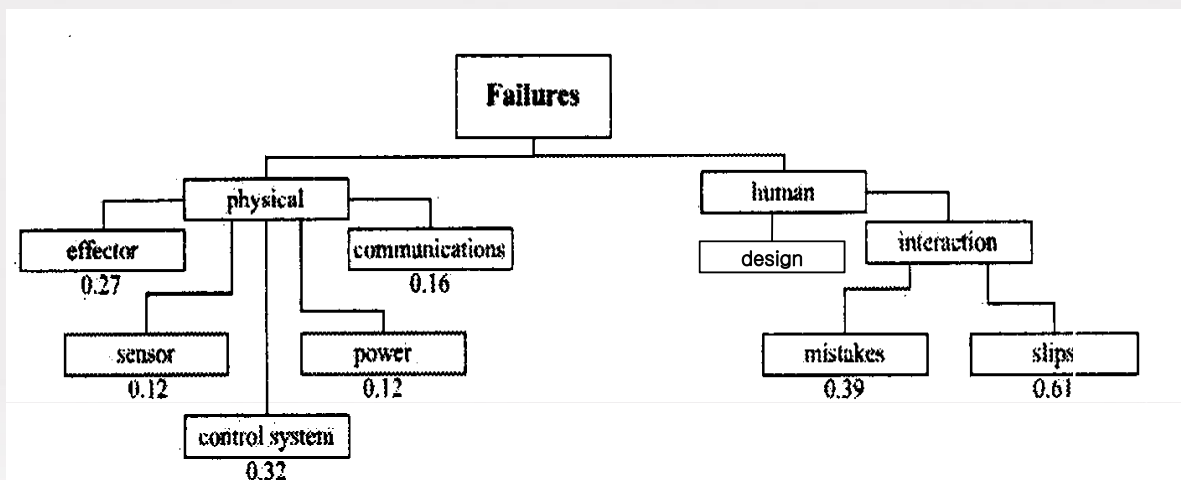 Failures
physical
human
effector
0.27
communications
0.16
design
interaction
sensor
0.12
power
0.12
mistakes
0.39
slips
0.61
control system
0.32